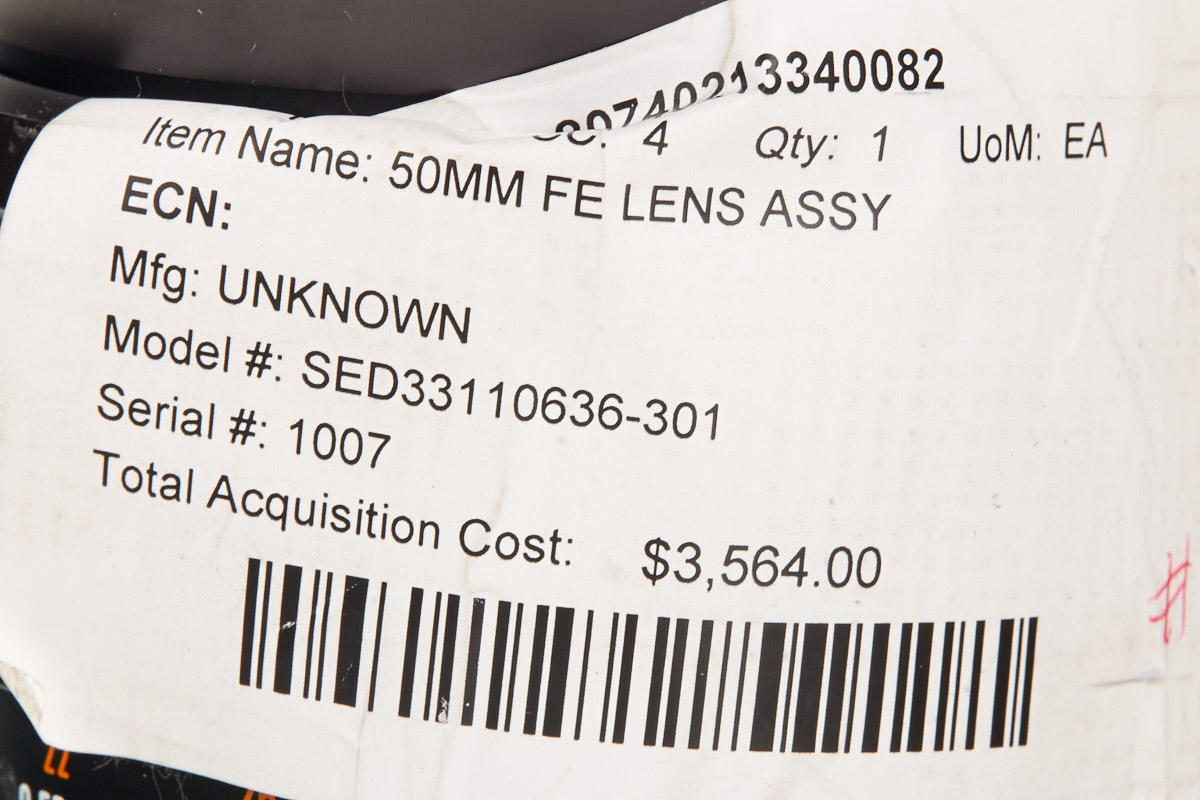 0740213340082
4 Qty: 1 UoM: EA
Item Name: 50MM FE LENS ASSY
ECN:
Mfg: UNKNOWN
Model #: SED33110636-301
Serial #: 1007
Total Acquisition Cost: $3,564.00
#